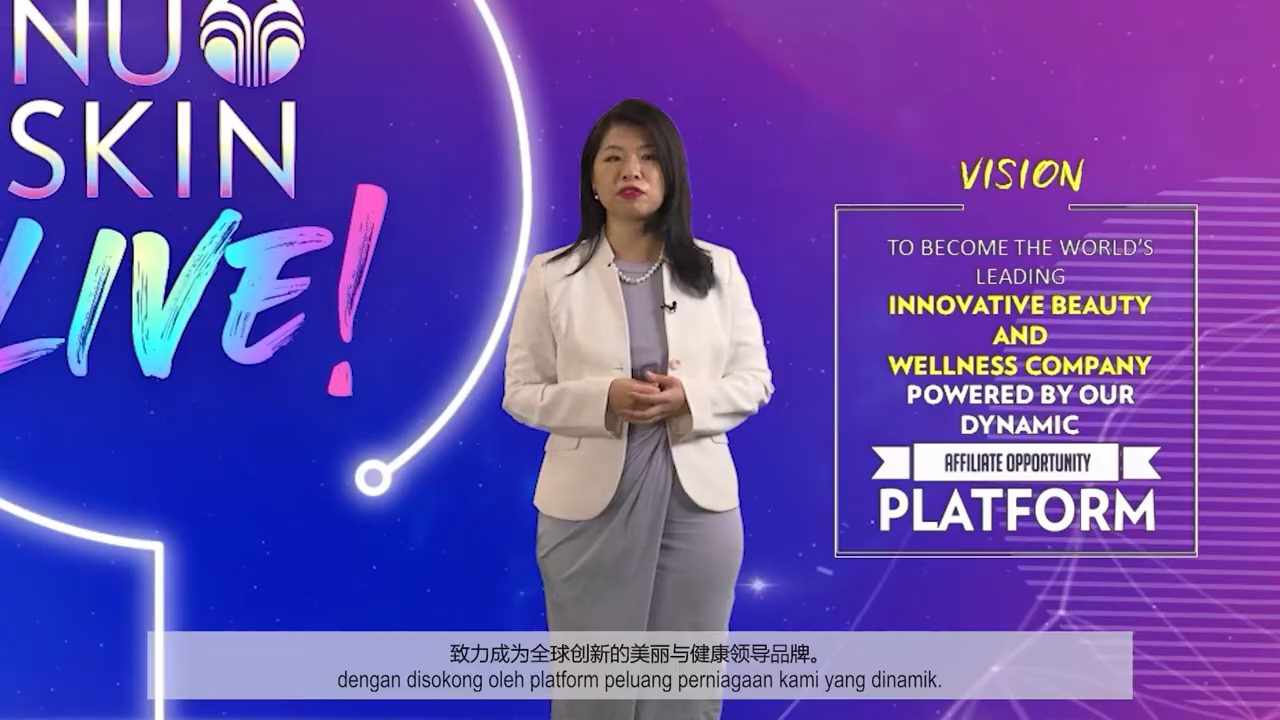 NU
SKIN
LIVE!
VISION
TO BECOME THE WORLD'S
LEADING
INNOVATIVE BEAUTY
AND
WELLNESS COMPANY
POWERED BY OUR
DYNAMIC
AFFILIATE OPPORTUNITY
PLATFORM
致力成为全球创新的美丽与健康领导品牌。
dengan disokong oleh platform peluang perniagaan kami yang dinamik.